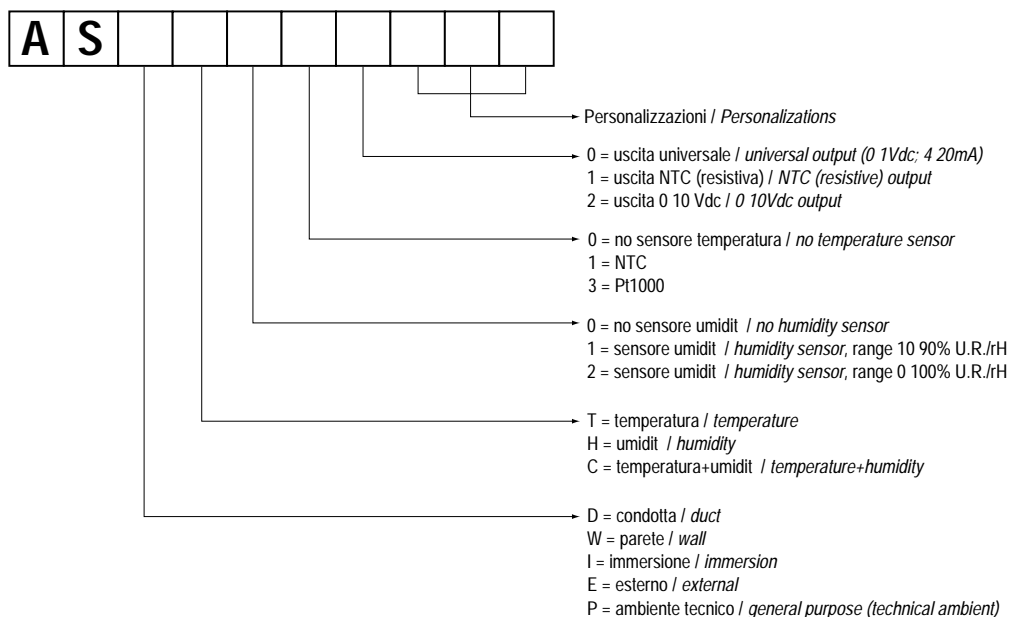 A S
Personalizzazioni / Personalizations
0 = uscita universale / universal output (0 1Vdc; 4 20mA)
1 = uscita NTC (resistiva) / NTC (resistive) output
2 = uscita 0 10 Vdc / 0 10Vdc output
0 = no sensore temperatura / no temperature sensor
1 = NTC
3 = Pt1000
0 = no sensore umidit / no humidity sensor
1 = sensore umidit / humidity sensor, range 10 90% U.R./rH
2 = sensore umidit / humidity sensor, range 0 100% U.R./rH
T = temperatura / temperature
H = umidit / humidity
C = temperatura+umidit / temperature+humidity
D = condotta / duct
W = parete / wall
I = immersione / immersion
E = esterno / external
P = ambiente tecnico / general purpose (technical ambient)